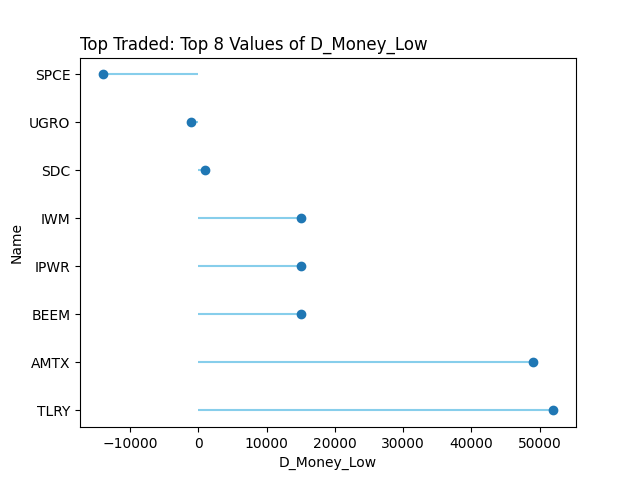 Top Traded: Top 8 Values of D_Money_Low
SPCE
UGRO
SDC
IWM
IPWR
BEEM
AMTX
TLRY
Name
−10000 0 10000 20000 30000 40000 50000
D_Money_Low